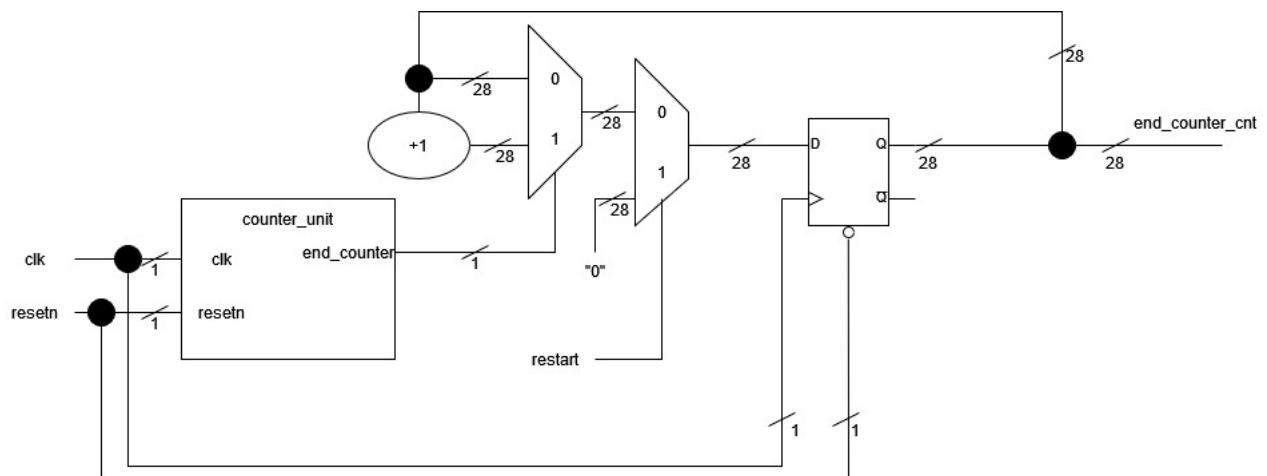 28
0
28
28
0
end_counter_cnt
+1
1
28
1
28
D
Q
28
28
Q
counter_unit
28
clk
1
clk
end_counter
1
"0"
resetn
1
resetn
restart
1
1